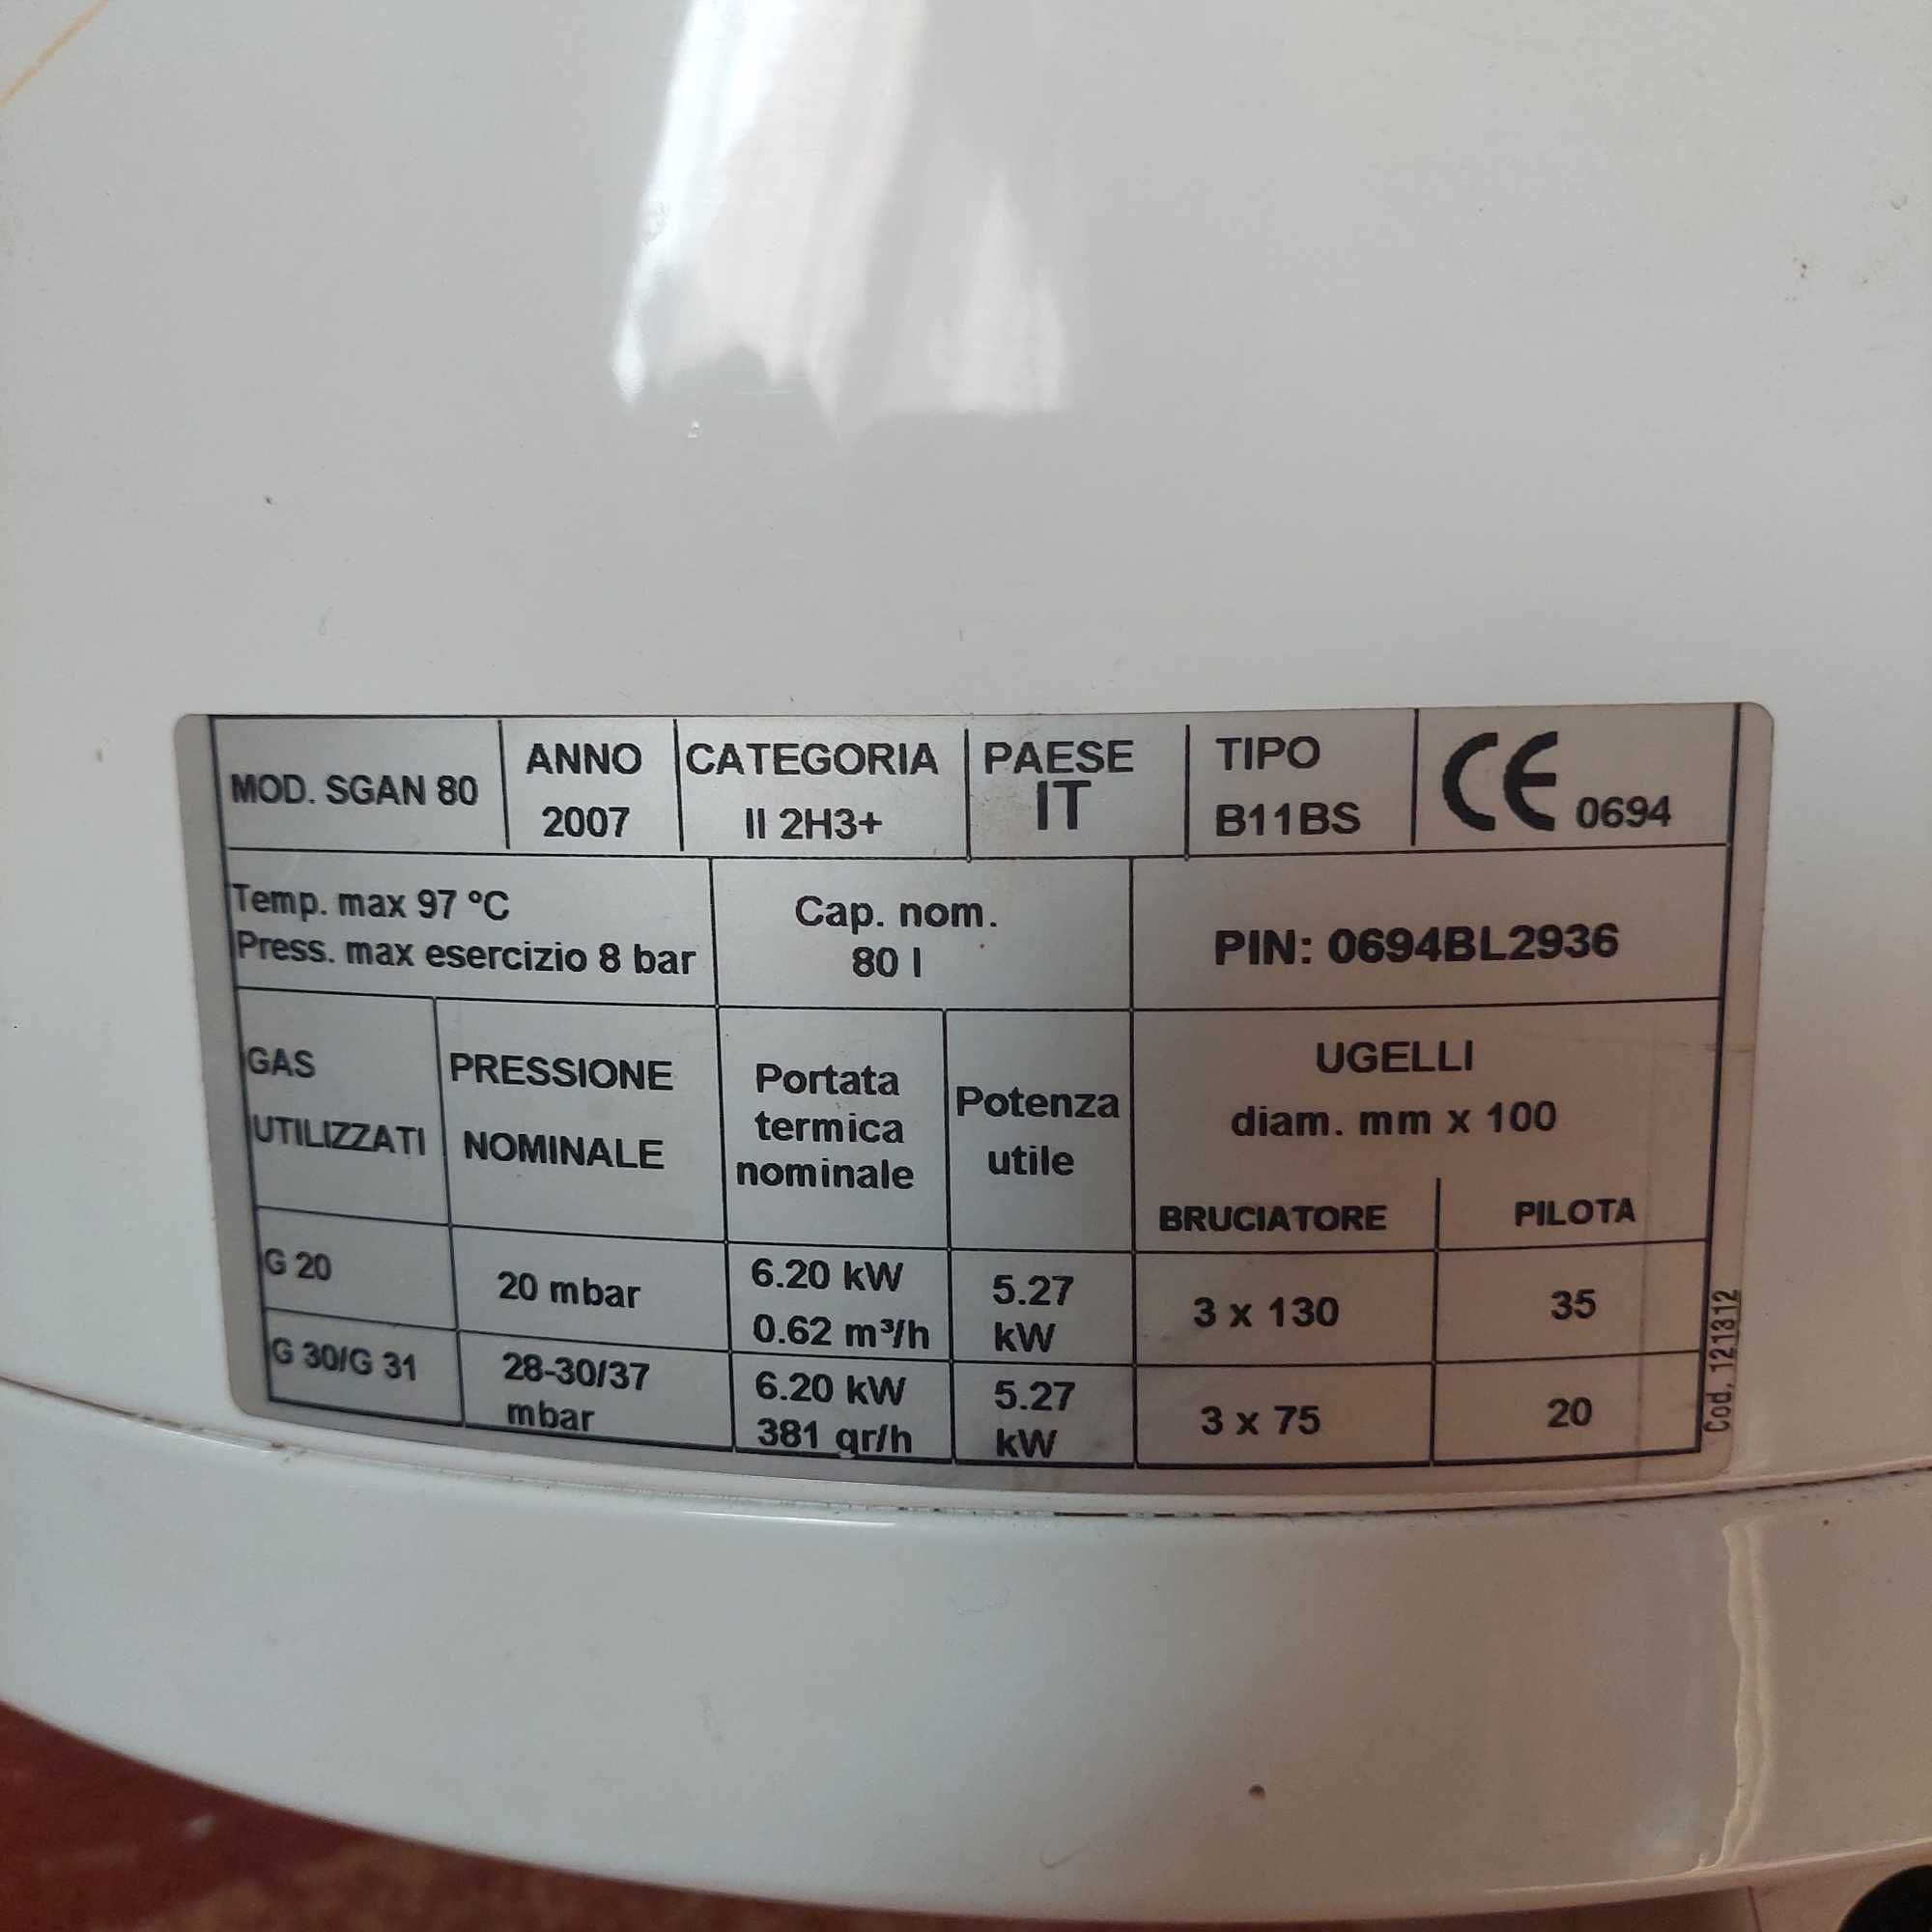 MOD. SGAN 80
ANNO
2007
CATEGORIA
II 2H3+
PAESE
IT
TIPO
B11BS
CE 0694
Temp. max 97 °C
Press. max esercizio 8 bar
Cap. nom.
80 l
PIN: 0694BL2936
GAS
UTILIZZATI
PRESSIONE
NOMINALE
Portata
termica
nominale
Potenza
utile
UGELLI
diam. mm x 100
BRUCIATORE
PILOTA
G 20
20 mbar
6.20 kW
0.62 m³/h
5.27
kW
3 x 130
35
G 30/G 31
28-30/37
mbar
6.20 kW
381 gr/h
5.27
kW
3 x 75
20
Cod. 121312